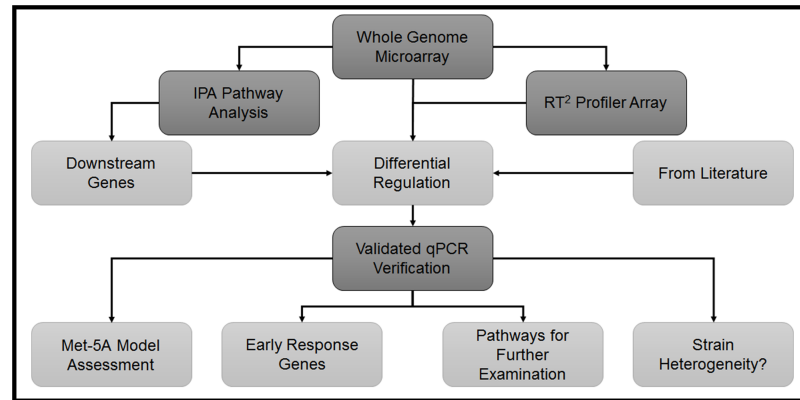 Whole Genome
Microarray
IPA Pathway
Analysis
RT² Profiler Array
Downstream
Genes
Differential
Regulation
From Literature
Validated qPCR
Verification
Met-5A Model
Assessment
Early Response
Genes
Pathways for
Further
Examination
Strain
Heterogeneity?